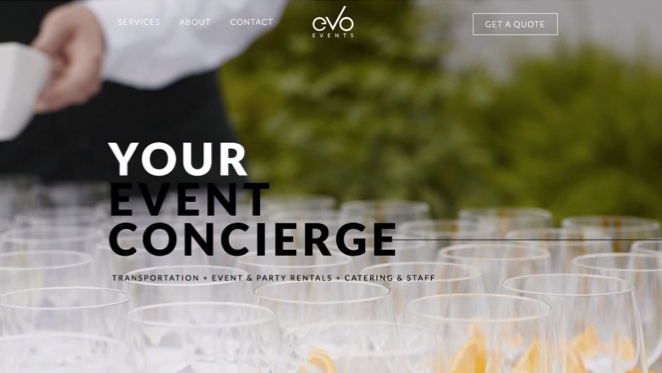 SERVICES ABOUT CONTACT evo EVENTS GET A QUOTE
YOUR
EVENT
CONCIERGE
TRANSPORTATION + EVENT & PARTY RENTALS + CATERING & STAFF